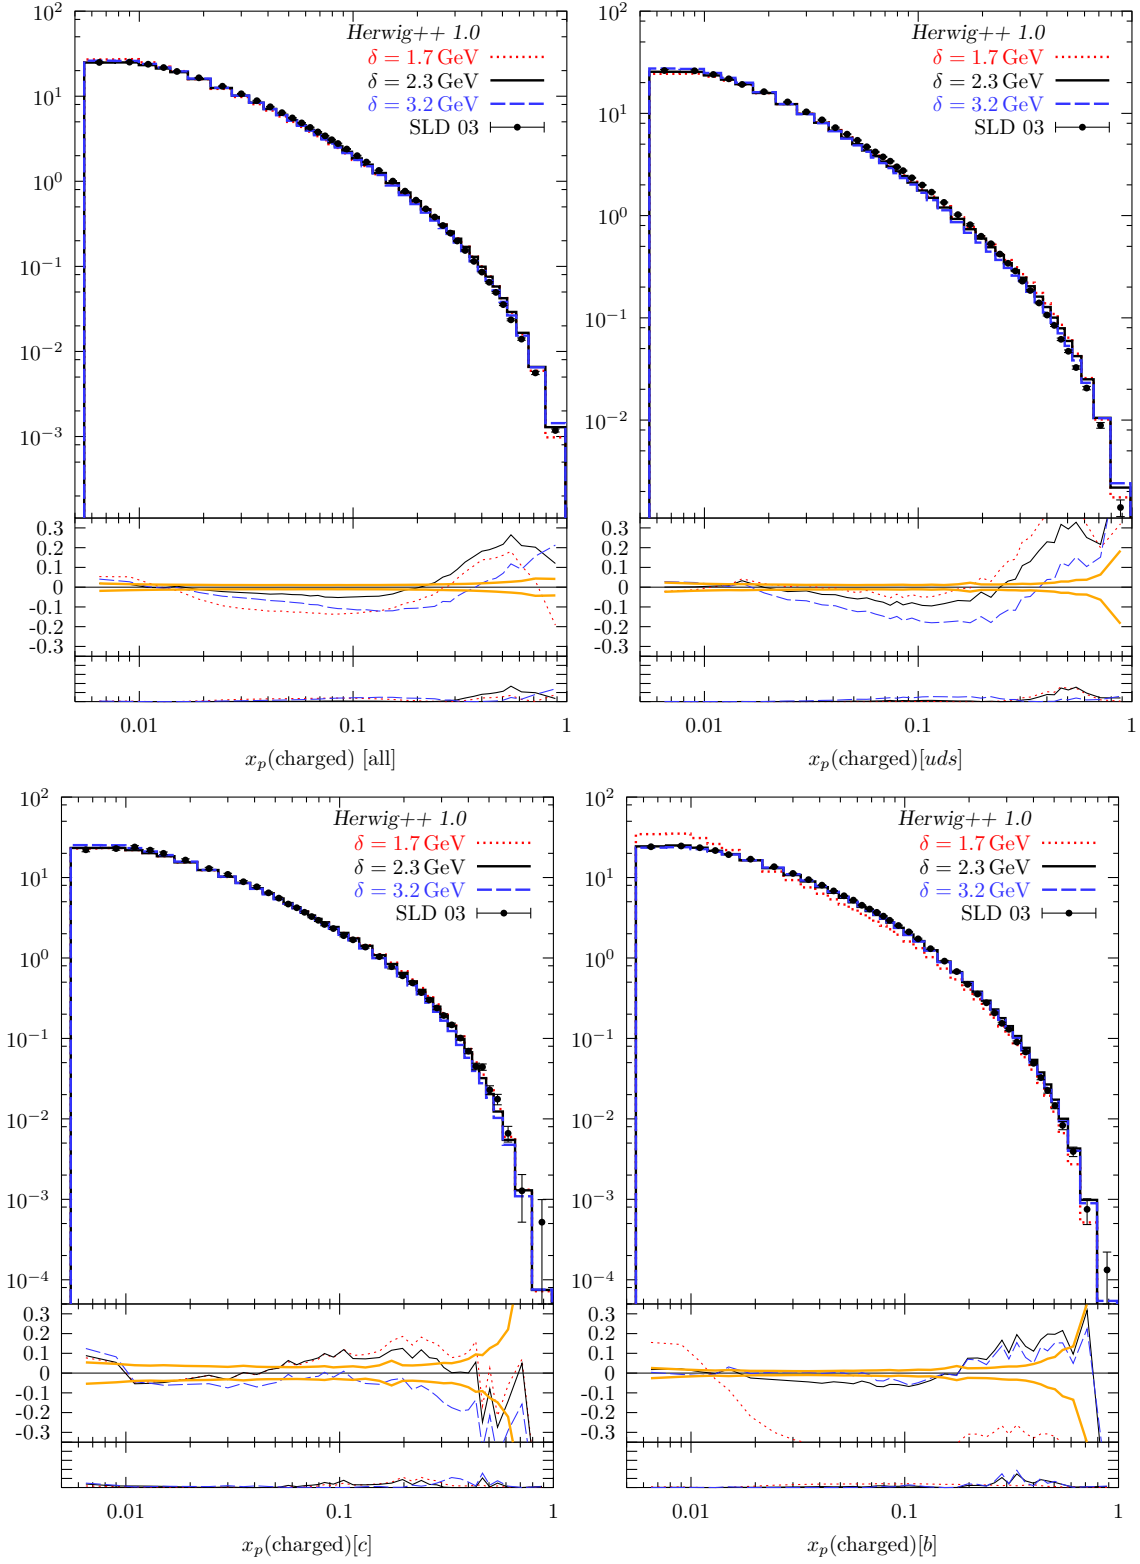 Herwig++ 1.0
δ = 1.7 GeV
δ = 2.3 GeV
δ = 3.2 GeV
SLD 03
10^2
10^1
10^0
10^−1
10^−2
10^−3
0.3
0.2
0.1
0
-0.1
-0.2
-0.3
0.01 0.1 1
x_p(charged) [all]
Herwig++ 1.0
δ = 1.7 GeV
δ = 2.3 GeV
δ = 3.2 GeV
SLD 03
10^2
10^1
10^0
10^−1
10^−2
0.3
0.2
0.1
0
-0.1
-0.2
-0.3
0.01 0.1 1
x_p(charged)[uds]
Herwig++ 1.0
δ = 1.7 GeV
δ = 2.3 GeV
δ = 3.2 GeV
SLD 03
10^2
10^1
10^0
10^−1
10^−2
10^−3
10^−4
0.3
0.2
0.1
0
-0.1
-0.2
-0.3
0.01 0.1 1
x_p(charged)[c]
Herwig++ 1.0
δ = 1.7 GeV
δ = 2.3 GeV
δ = 3.2 GeV
SLD 03
10^2
10^1
10^0
10^−1
10^−2
10^−3
10^−4
0.3
0.2
0.1
0
-0.1
-0.2
-0.3
0.01 0.1 1
x_p(charged)[b]